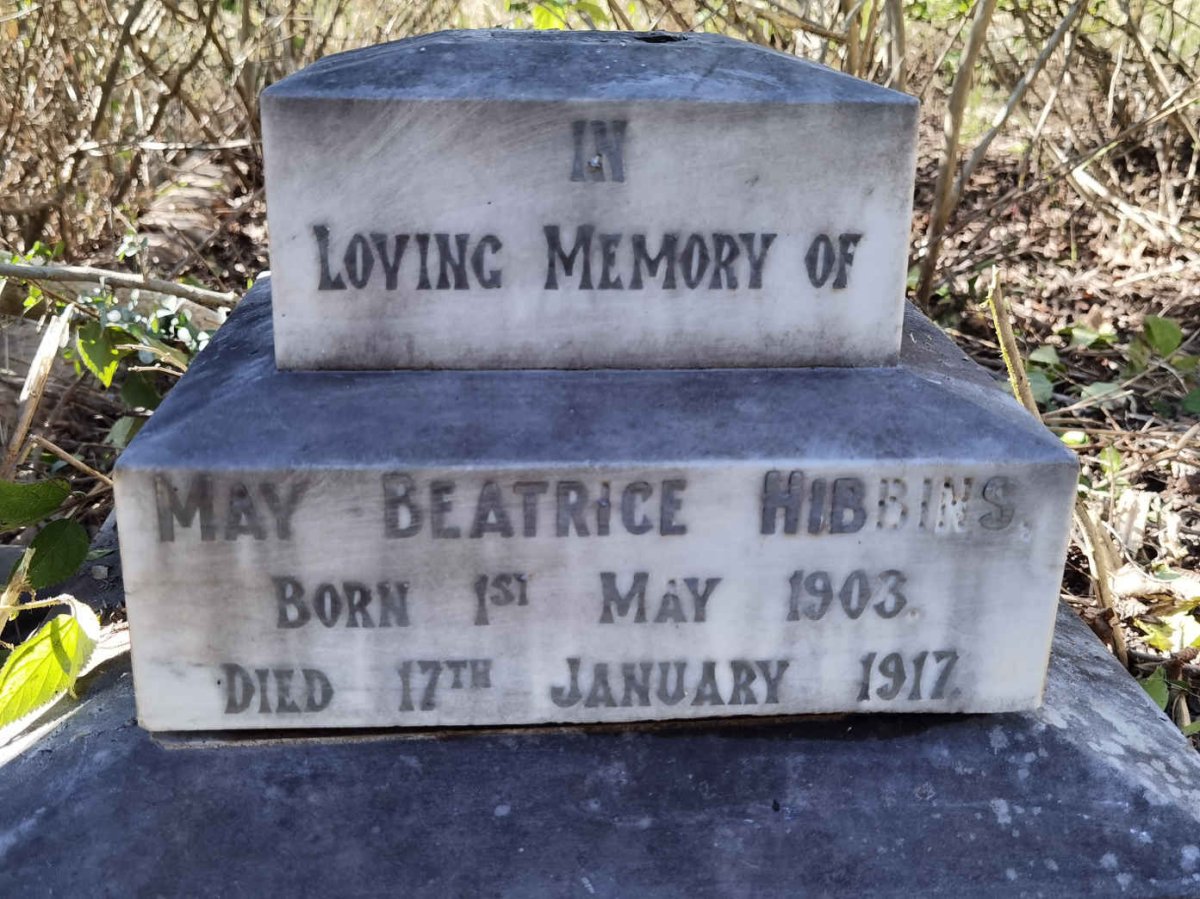 IN
LOVING MEMORY OF
MAY BEATRICE HIBBINS.
BORN 1ST MAY 1903.
DIED 17TH JANUARY 1917.